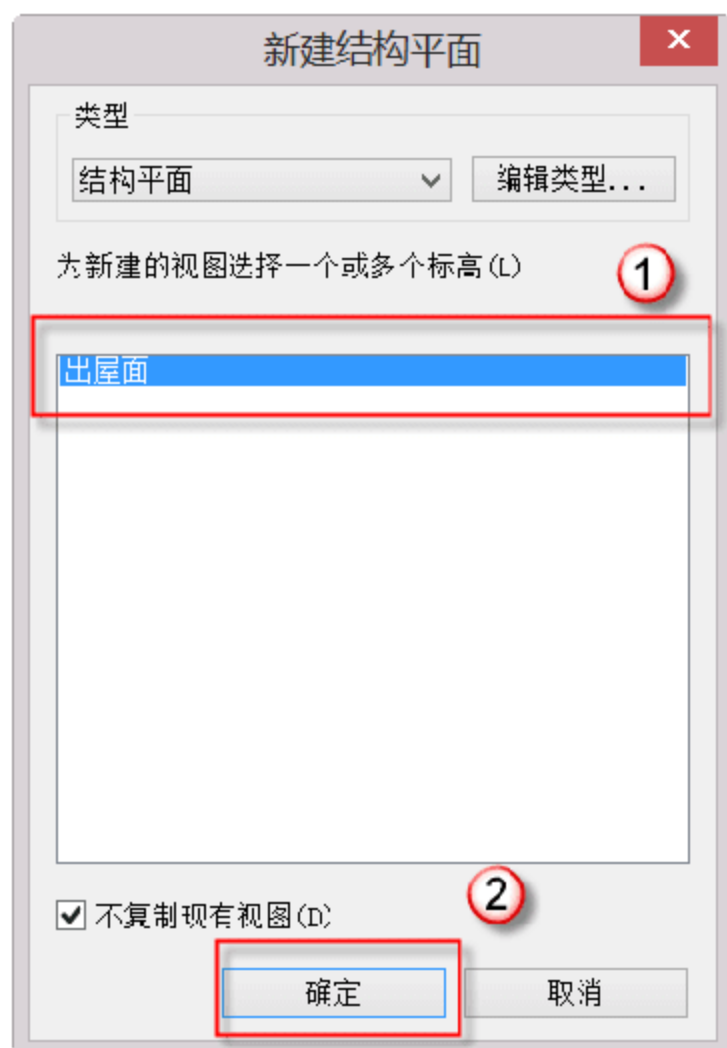 新建结构平面
类型
结构平面
编辑类型...
为新建的视图选择一个或多个标高(L)
1
出屋面
2
不复制现有视图(D)
确定
取消